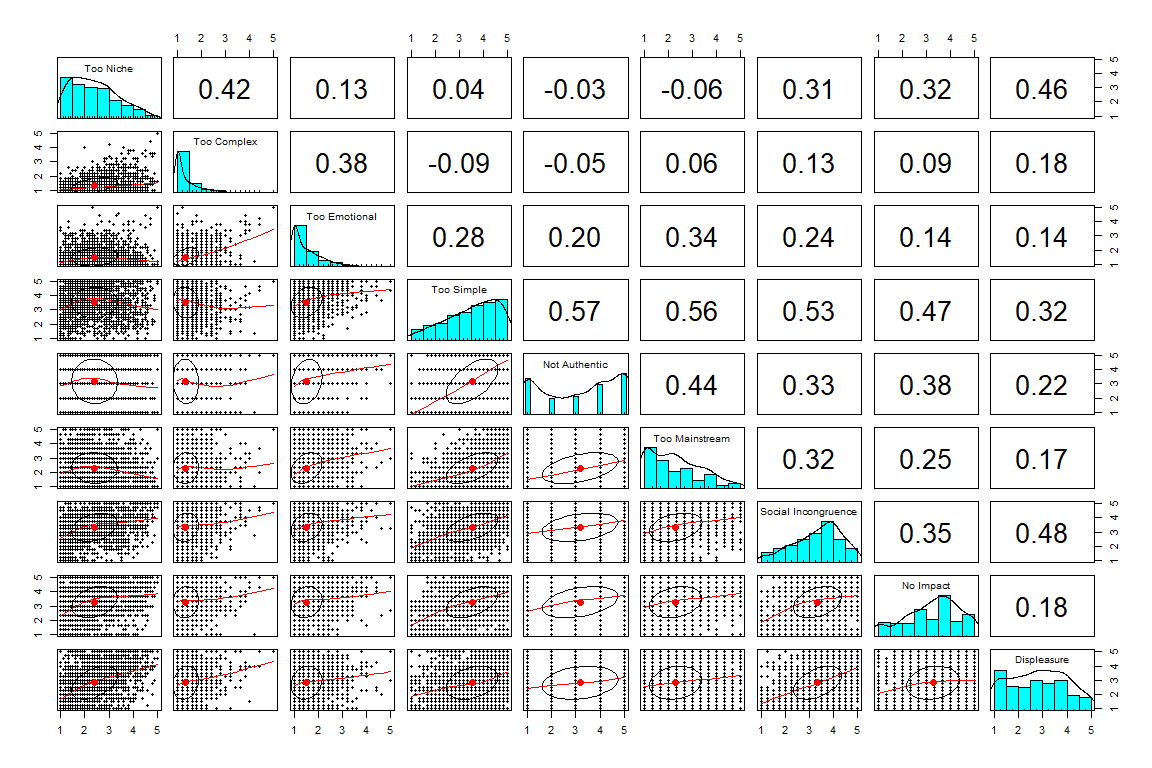 1 2 3 4 5 1 2 3 4 5 1 2 3 4 5 1 2 3 4 5
Too Niche 0.42 0.13 0.04 -0.03 -0.06 0.31 0.32 0.46 1 2 3 4 5
1 2 3 4 5 Too Complex 0.38 -0.09 -0.05 0.06 0.13 0.09 0.18
Too Emotional 0.28 0.20 0.34 0.24 0.14 0.14 1 2 3 4 5
1 2 3 4 5 Too Simple 0.57 0.56 0.53 0.47 0.32
Not Authentic 0.44 0.33 0.38 0.22 1 2 3 4 5
1 2 3 4 5 Too Mainstream 0.32 0.25 0.17
Social Incongruence 0.35 0.48 1 2 3 4 5
1 2 3 4 5 No Impact 0.18
Displeasure 1 2 3 4 5
1 2 3 4 5 1 2 3 4 5 1 2 3 4 5 1 2 3 4 5 1 2 3 4 5